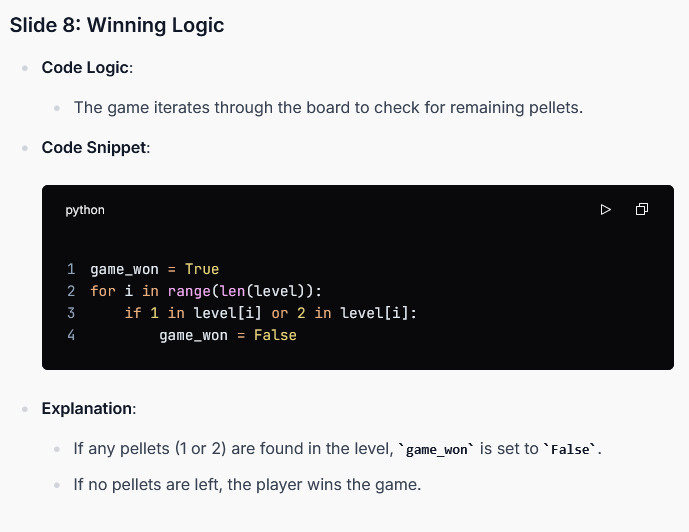 Slide 8: Winning Logic
Code Logic:
The game iterates through the board to check for remaining pellets.
Code Snippet:
python
1 game_won = True
2 for i in range(len(level)):
3     if 1 in level[i] or 2 in level[i]:
4         game_won = False
Explanation:
If any pellets (1 or 2) are found in the level, `game_won` is set to `False`.
If no pellets are left, the player wins the game.